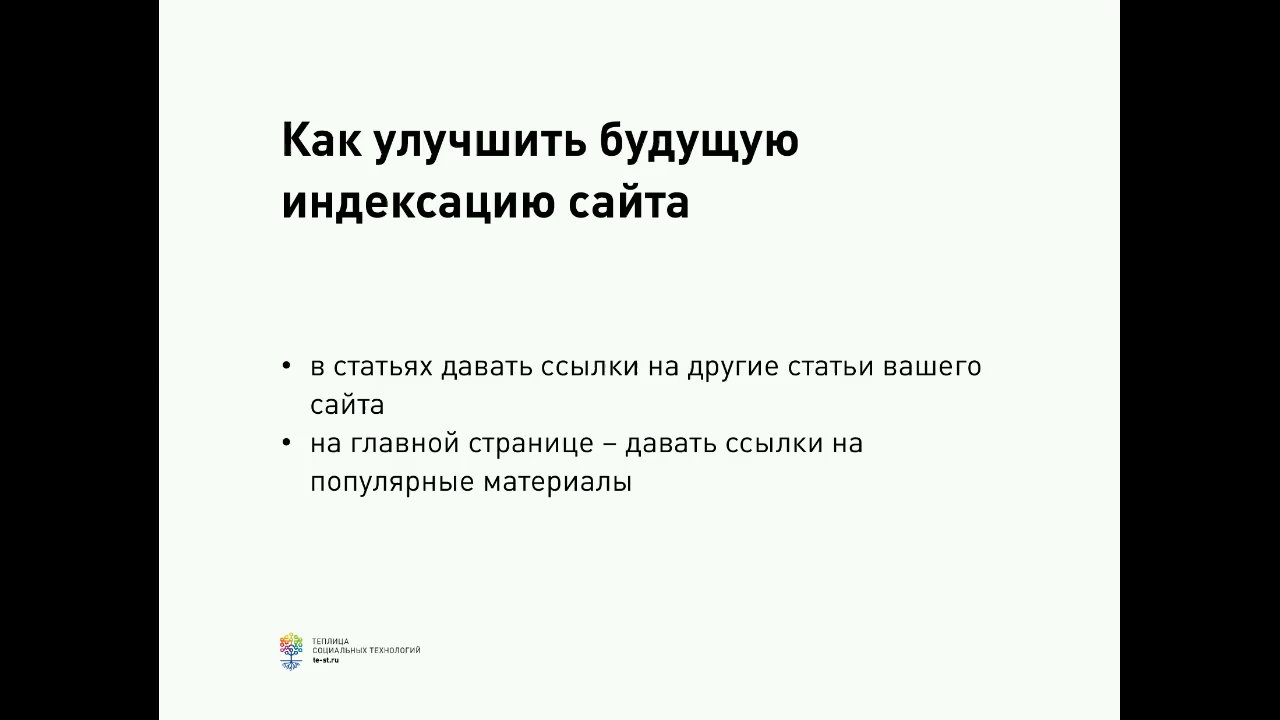 Как улучшить будущую
индексацию сайта
• в статьях давать ссылки на другие статьи вашего
сайта
• на главной странице – давать ссылки на
популярные материалы
ТЕПЛИЦА
СОЦИАЛЬНЫХ ТЕХНОЛОГИЙ
te-st.ru